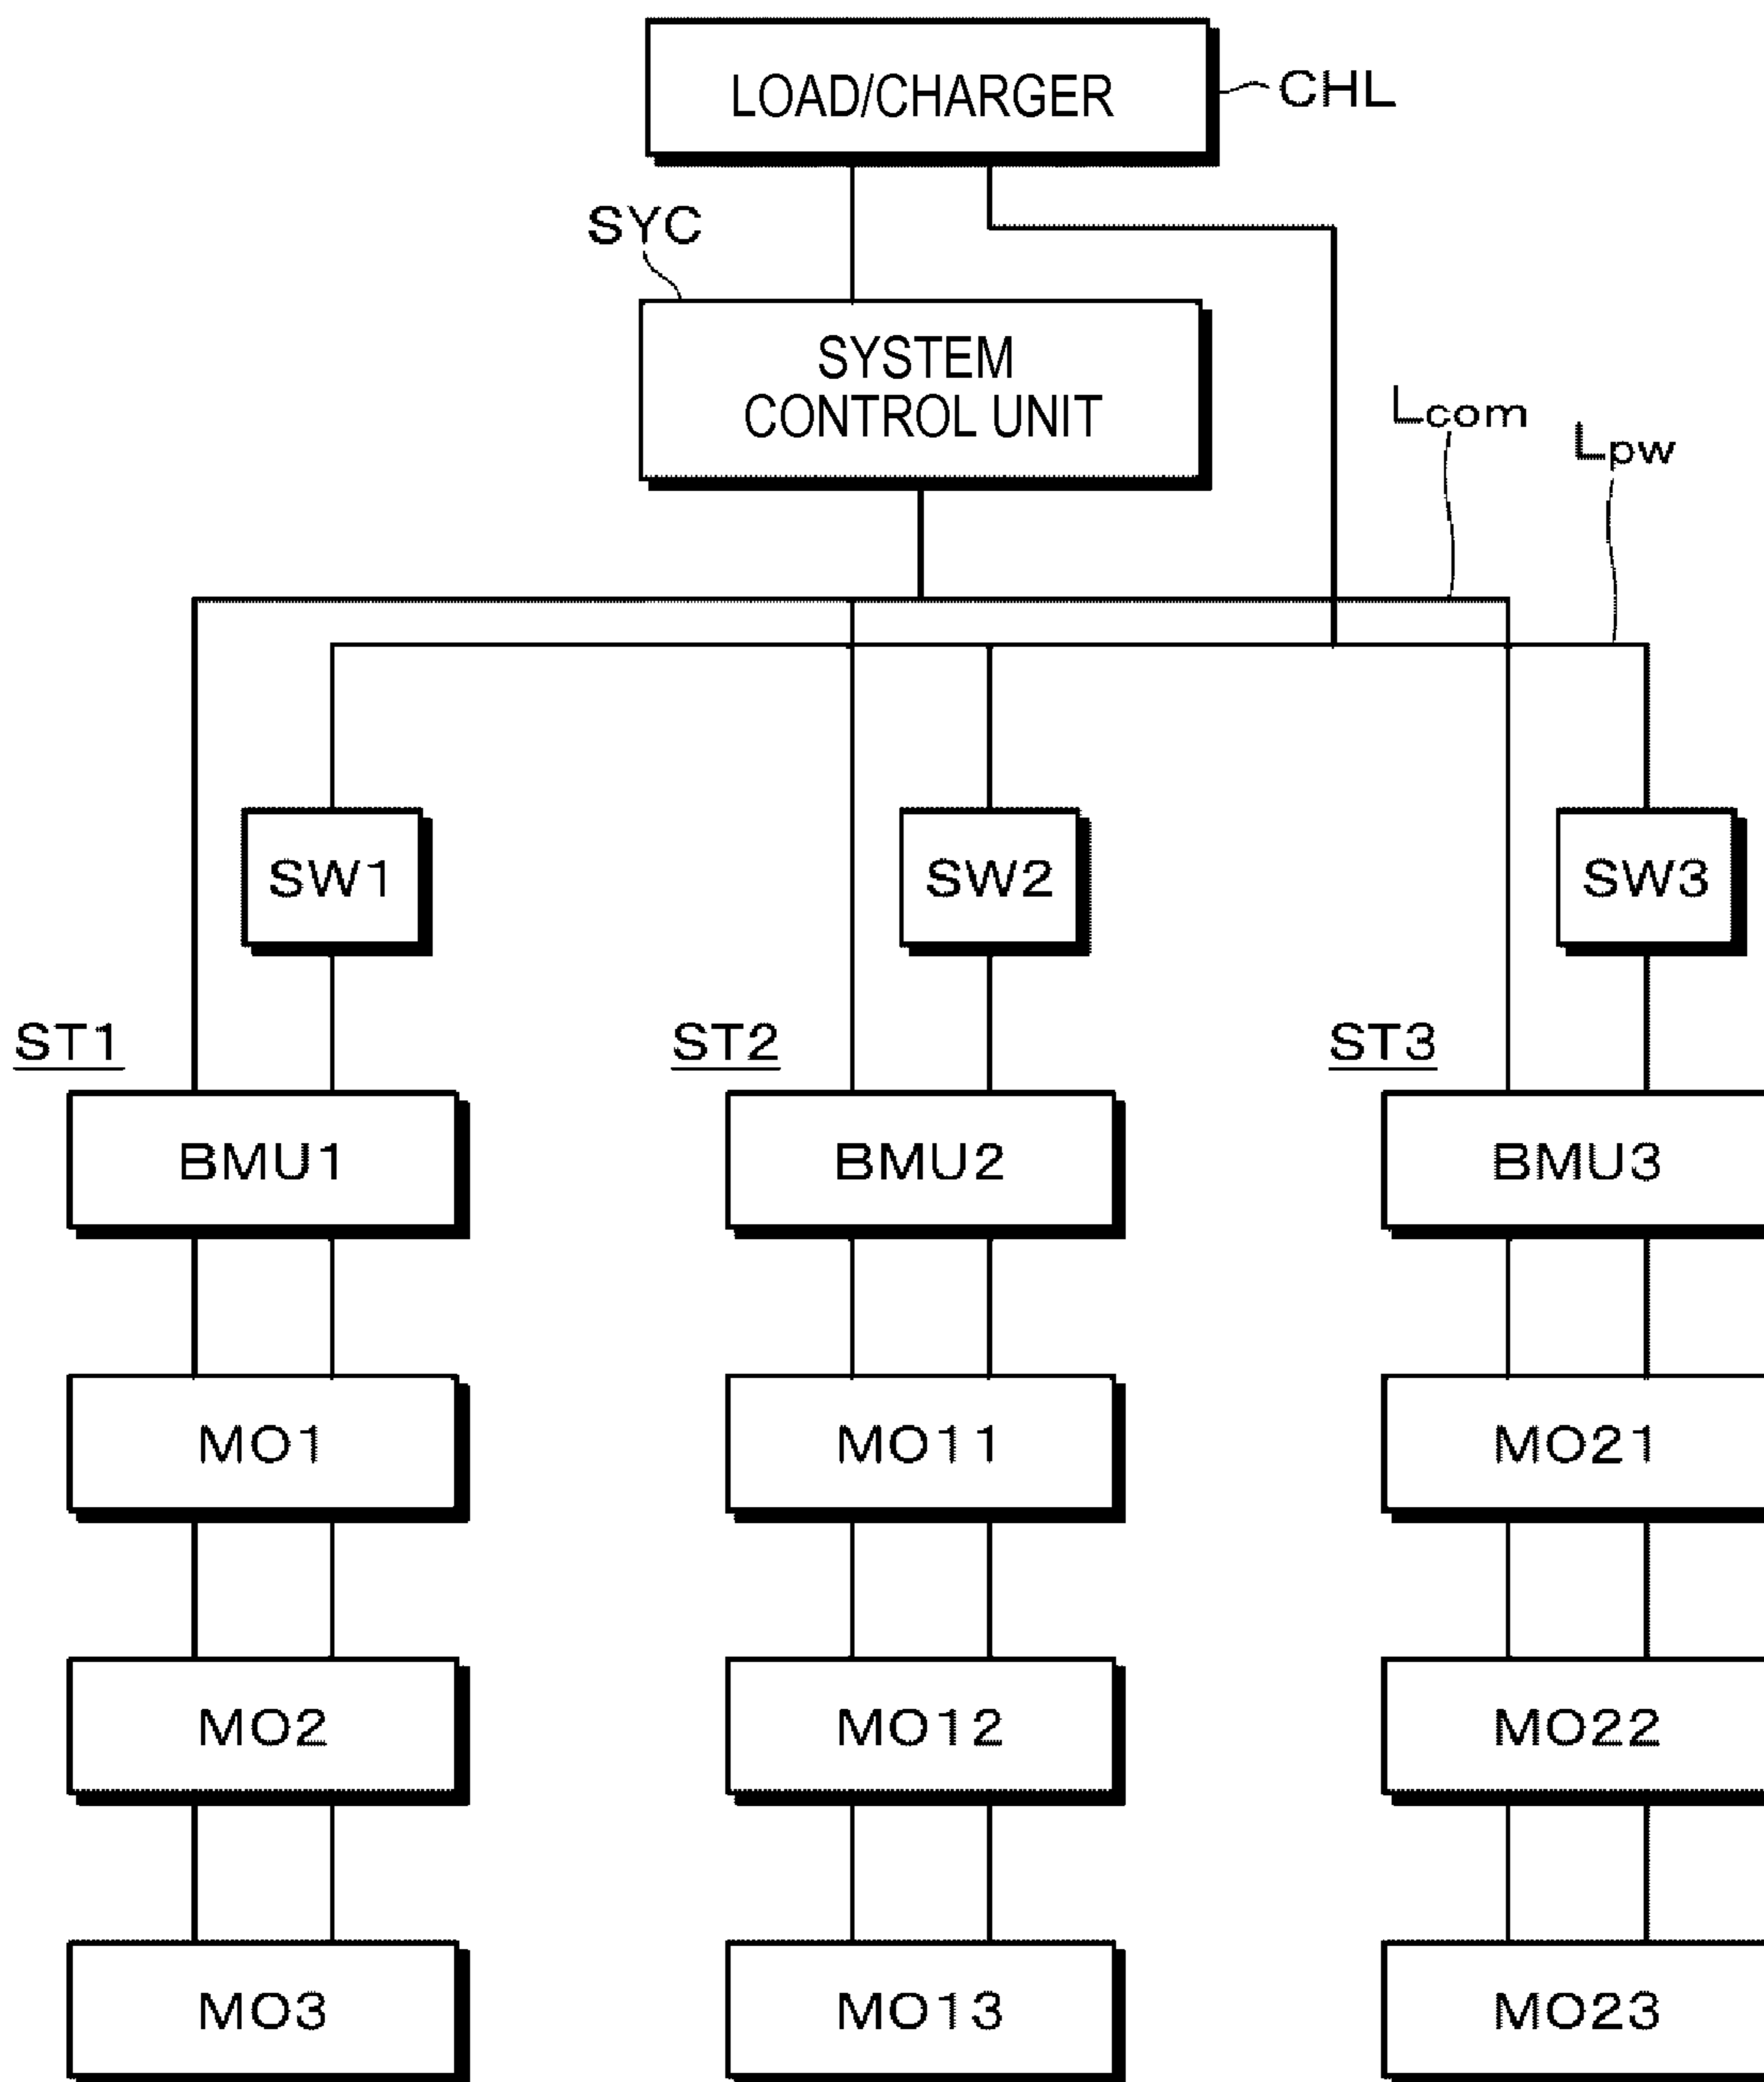 LOAD/CHARGER
CHL
SYC
SYSTEM
CONTROL UNIT
Lcom
Lpw
SW1
SW2
SW3
ST1
ST2
ST3
BMU1
BMU2
BMU3
MO1
MO11
MO21
MO2
MO12
MO22
MO3
MO13
MO23